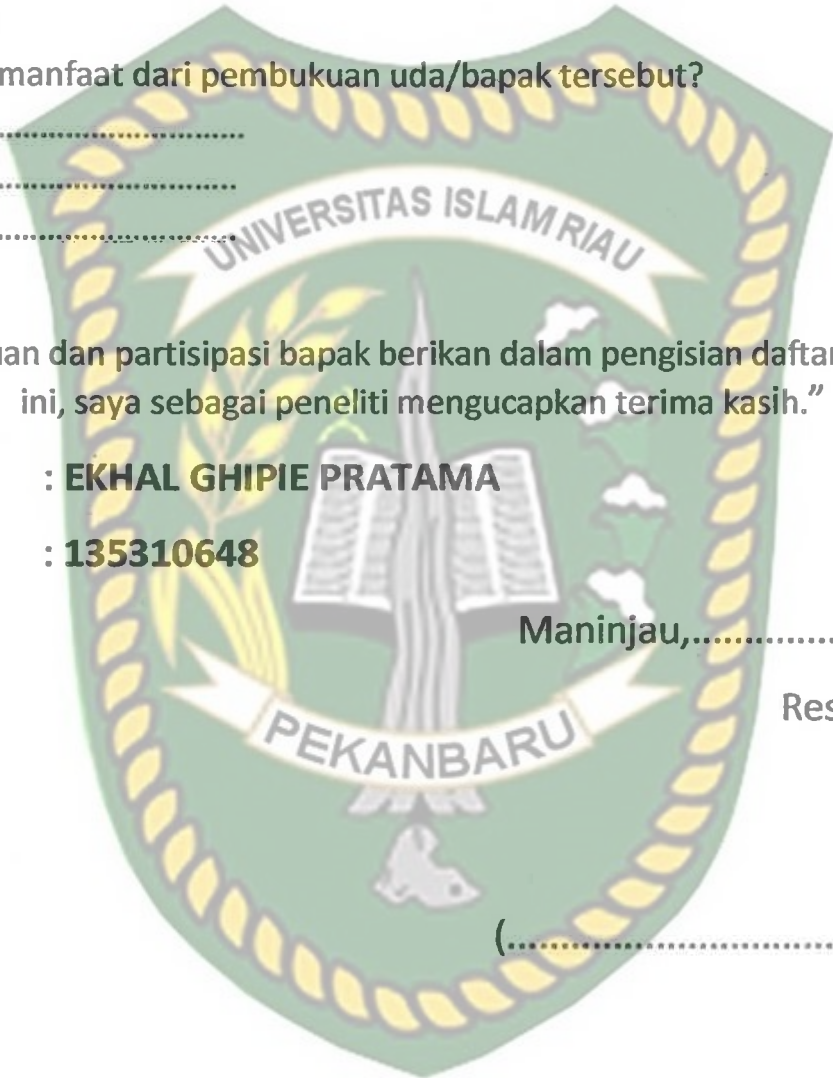 manfaat dari pembukuan uda/bapak tersebut?
............................................
............................................
............................................
UNIVERSITAS ISLAM RIAU
uan dan partisipasi bapak berikan dalam pengisian daftar
ini, saya sebagai peneliti mengucapkan terima kasih.”
: EKHAL GHIPIE PRATAMA
: 135310648
Maninjau,................
Res
PEKANBARU
(............................................